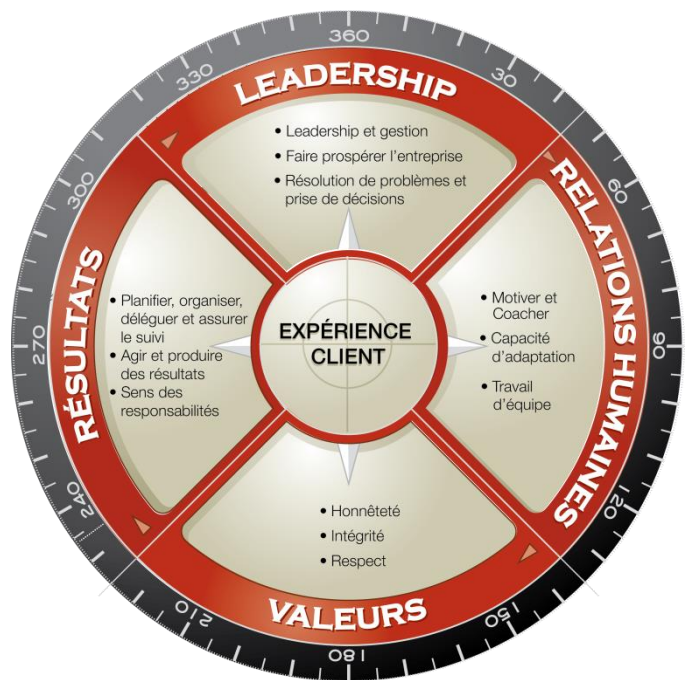 360
330
30
LEADERSHIP
• Leadership et gestion
• Faire prospérer l'entreprise
• Résolution de problèmes et
prise de décisions
300
60
RÉSULTATS
• Planifier, organiser,
déléguer et assurer
le suivi
• Agir et produire
des résultats
• Sens des
responsabilités
270
EXPÉRIENCE
CLIENT
RELATIONS HUMAINES
• Motiver et
Coacher
• Capacité
d'adaptation
• Travail
d'équipe
90
240
120
• Honnêteté
• Intégrité
• Respect
VALEURS
210
150
180